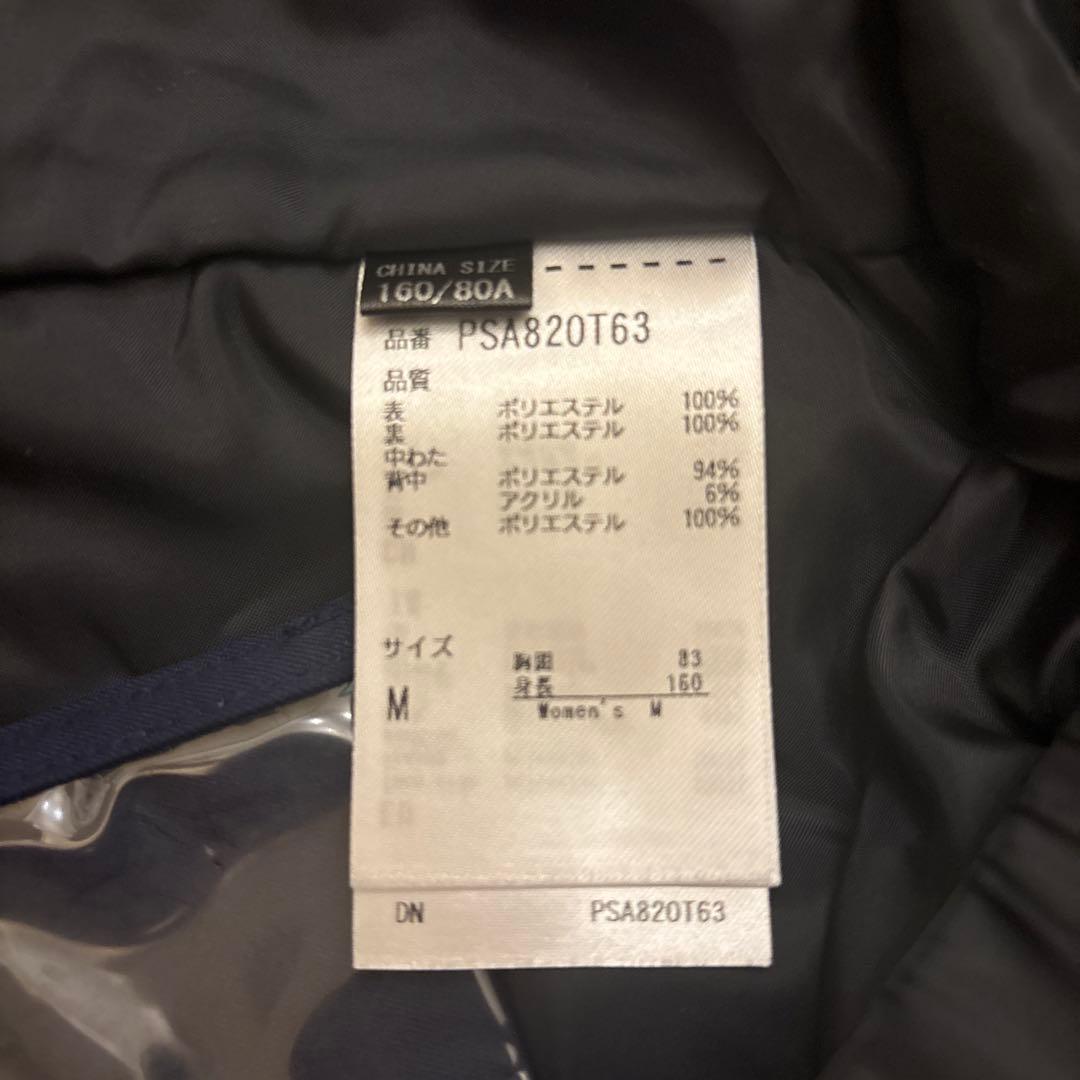 CHINA SIZE
160/80A
------
品番 PSA820T63
品質
表 ポリエステル 100%
裏 ポリエステル 100%
中わた
背中 ポリエステル 94%
アクリル 6%
その他 ポリエステル 100%
サイズ
胸囲 83
身長 160
M
Women's M
DN PSA820T63